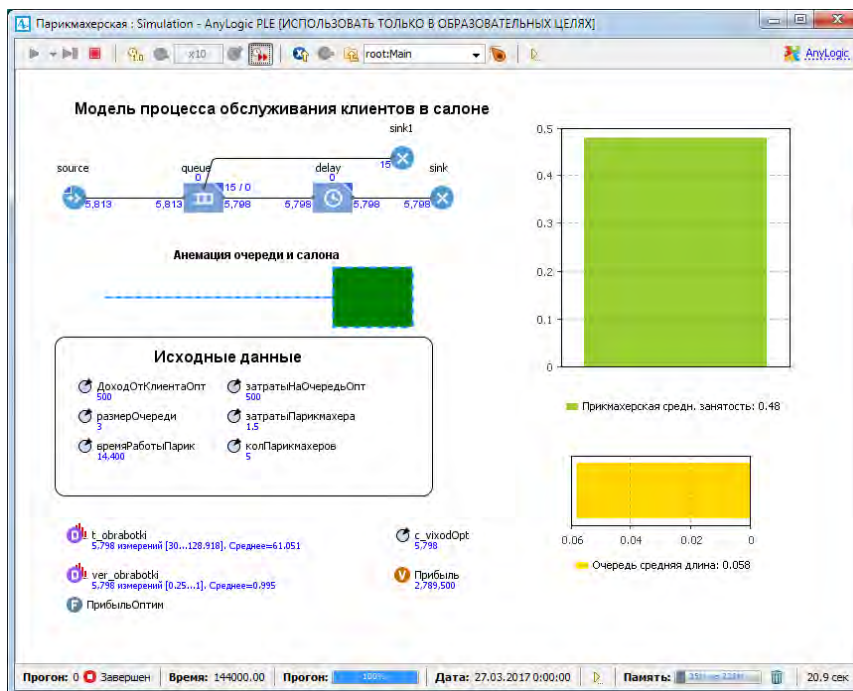 Парикмахерская : Simulation - AnyLogic PLE [ИСПОЛЬЗОВАТЬ ТОЛЬКО В ОБРАЗОВАТЕЛЬНЫХ ЦЕЛЯХ]
x10
root:Main
AnyLogic
Модель процесса обслуживания клиентов в салоне
sink1
15
source
queue
delay
sink
0
0
15 / 0
5,813
5,813
5,798
5,798
5,798
5,798
Анемация очереди и салона
Исходные данные
ДоходОтКлиентаОпт
500
затратыНаОчередьОпт
500
размерОчереди
3
затратыПарикмахера
1.5
времяРаботыПарик
14,400
колПарикмахеров
5
t_obrabotki
5,798 измерений [30...128.918]. Среднее=61.051
c_vixodOpt
5,798
ver_obrabotki
5,798 измерений [0.25...1]. Среднее=0.995
Прибыль
2,789,500
ПрибыльОптим
0.5
0.4
0.3
0.2
0.1
0
Прикмахерская средн. занятость: 0.48
0.06
0.04
0.02
0
Очередь средняя длина: 0.058
Прогон: 0 Завершен
Время: 144000.00
Прогон: 100%
Дата: 27.03.2017 0:00:00
Память:
20.9 сек